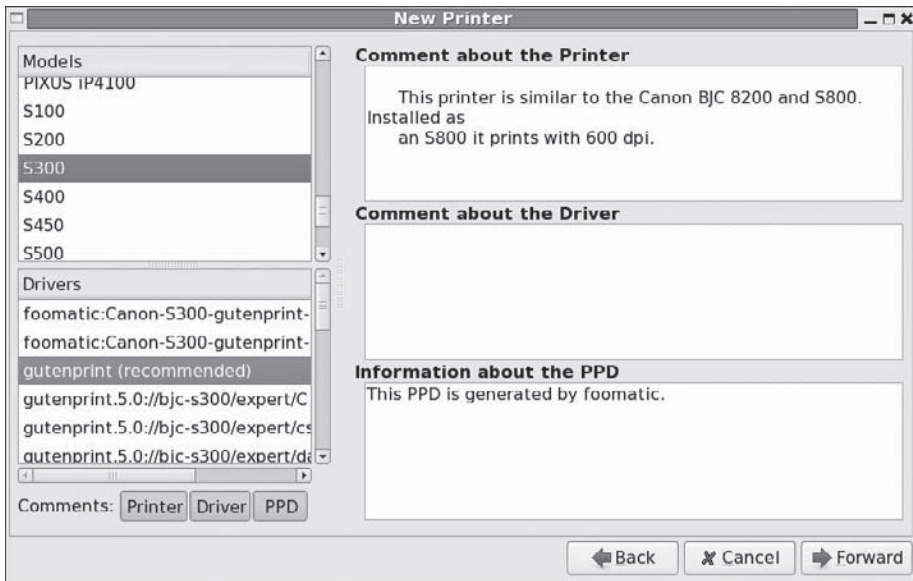 New Printer
Models
PIXUS iP4100
S100
S200
S300
S400
S450
S500
Drivers
foomatic:Canon-S300-gutenprint-
foomatic:Canon-S300-gutenprint-
gutenprint (recommended)
gutenprint.5.0://bjc-s300/expert/C
gutenprint.5.0://bjc-s300/expert/cs
gutenprint.5.0://bjc-s300/expert/da
Comments: Printer Driver PPD
Comment about the Printer
This printer is similar to the Canon BJC 8200 and S800.
Installed as
an S800 it prints with 600 dpi.
Comment about the Driver
Information about the PPD
This PPD is generated by foomatic.
Back Cancel Forward